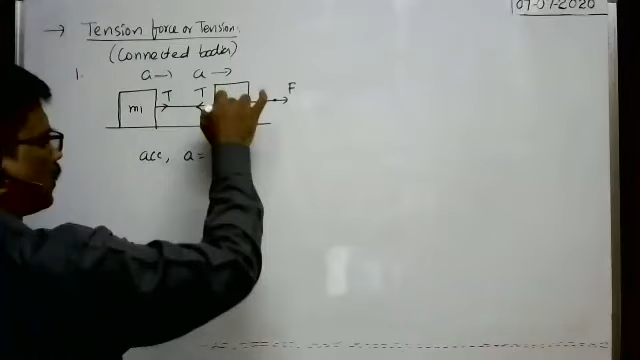 07-07-2020
→ Tension force or Tension:
(Connected bodies)
1.
a → a →
T T F
m1
acc, a =